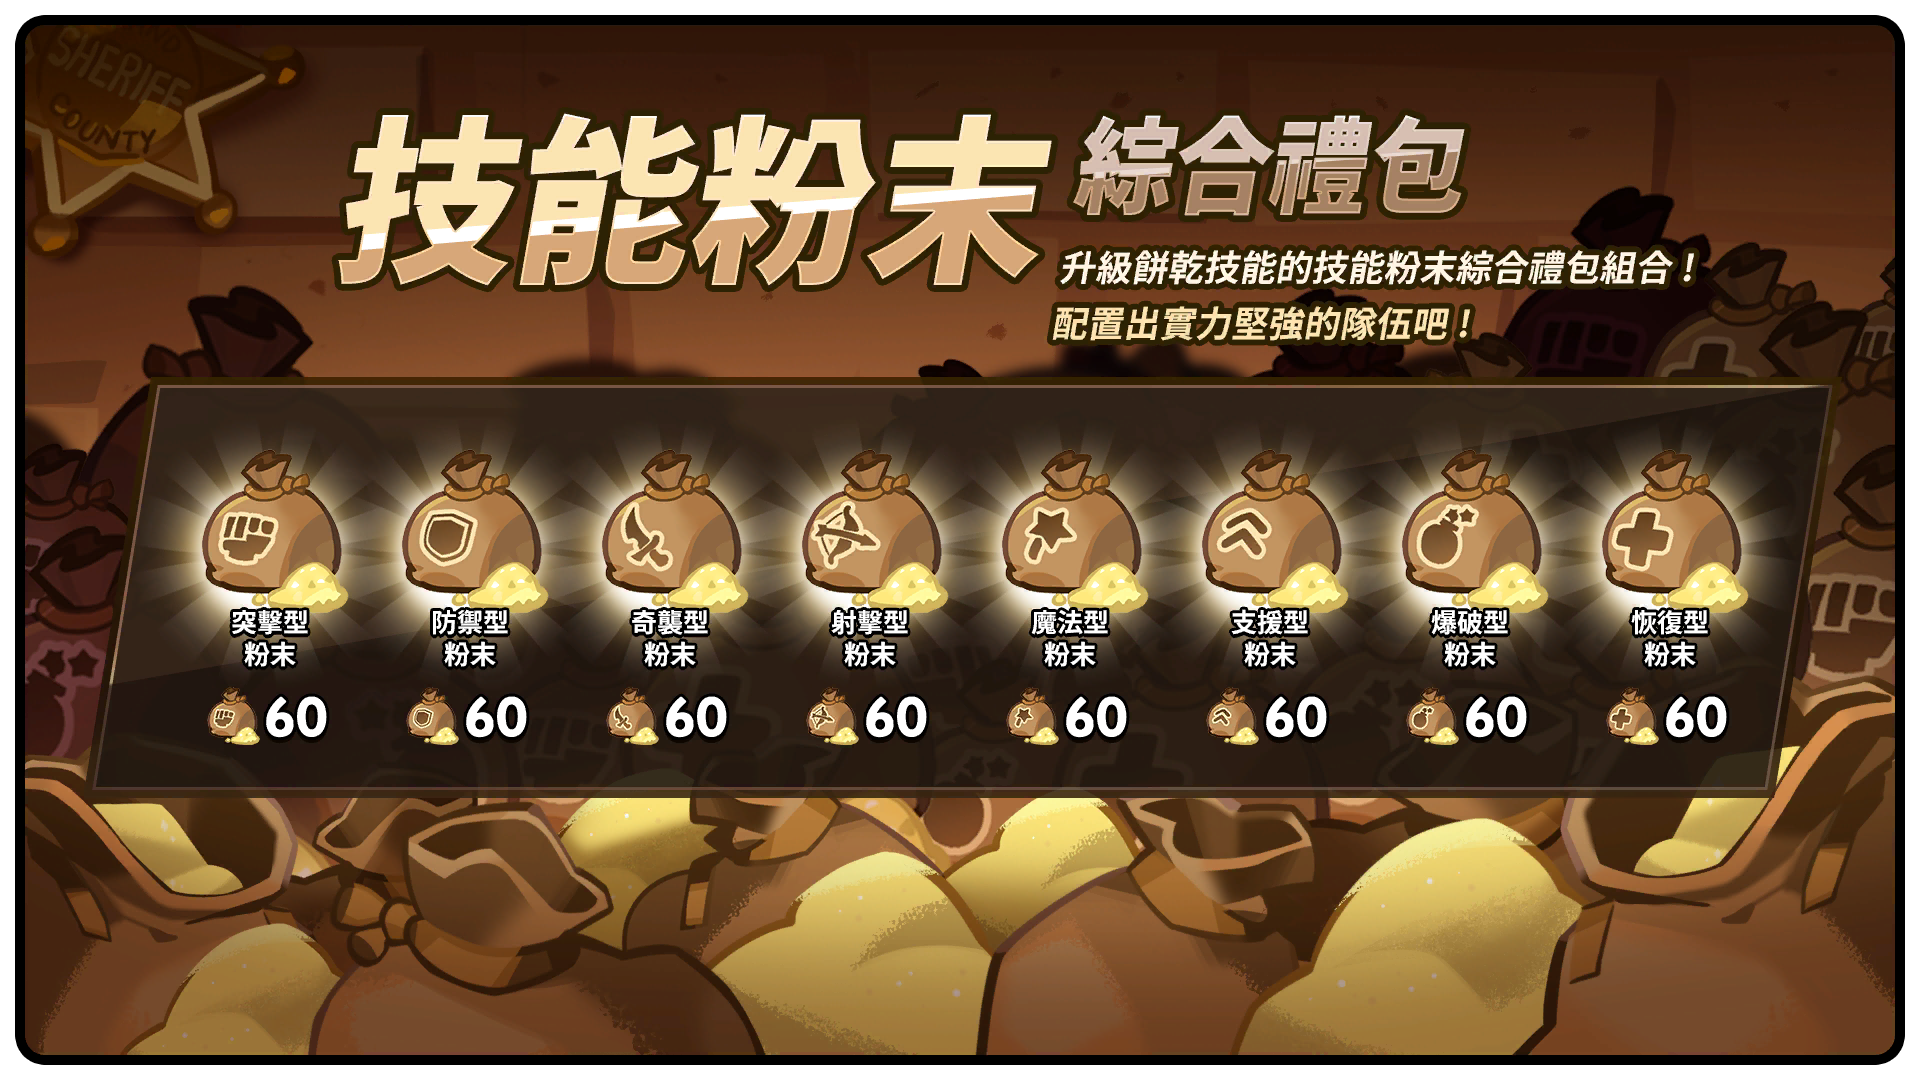 SHERIFF
COUNTY
技能粉末 綜合禮包
升級餅乾技能的技能粉末綜合禮包組合！
配置出實力堅強的隊伍吧！
突擊型 防禦型 奇襲型 射擊型 魔法型 支援型 爆破型 恢復型
粉末 粉末 粉末 粉末 粉末 粉末 粉末 粉末
60 60 60 60 60 60 60 60